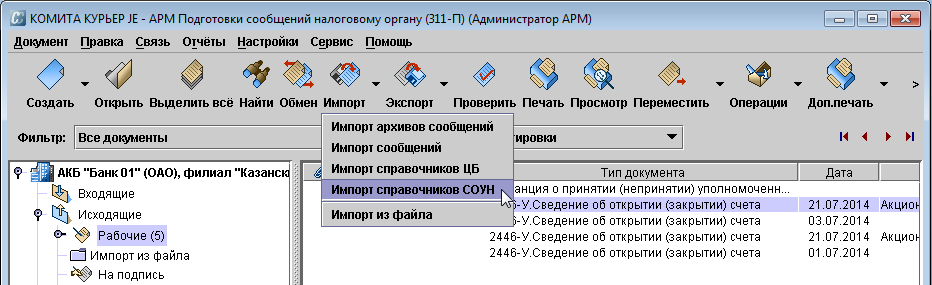 КОМИТА КУРЬЕР JE - АРМ Подготовки сообщений налоговому органу (311-П) (Администратор АРМ)
Документ Правка Связь Отчёты Настройки Сервис Помощь
Создать Открыть Выделить всё Найти Обмен Импорт Экспорт Проверить Печать Просмотр Переместить Операции Доп.печать >
Фильтр: Все документы
Импорт архивов сообщений
Импорт сообщений
Импорт справочников ЦБ
Импорт справочников СОУН
Импорт из файла
АКБ "Банк 01" (ОАО), филиал "Казанск
Входящие
Исходящие
Рабочие (5)
Импорт из файла
На подпись
Тип документа Дата
анция о принятии (непринятии) уполномоченн...
6-У.Сведение об открытии (закрытии) счета 21.07.2014 Акцион
6-У.Сведение об открытии (закрытии) счета 03.07.2014
2446-У.Сведение об открытии (закрытии) счета 21.07.2014 Акцион
2446-У.Сведение об открытии (закрытии) счета 01.07.2014